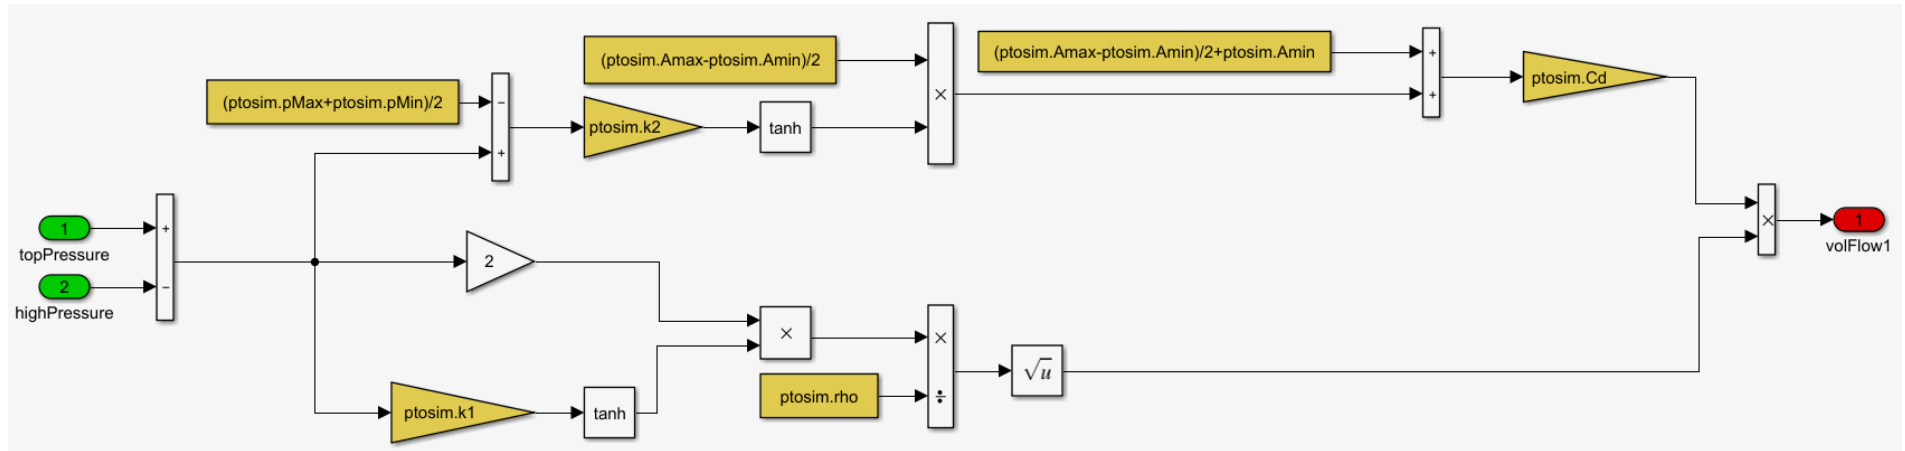 (ptosim.Amax-ptosim.Amin)/2
(ptosim.Amax-ptosim.Amin)/2+ptosim.Amin
+
+
ptosim.Cd
(ptosim.pMax+ptosim.pMin)/2
−
+
ptosim.k2
tanh
×
1
topPressure
2
highPressure
+
−
2
×
1
volFlow1
×
ptosim.k1
tanh
ptosim.rho
×
÷
√u